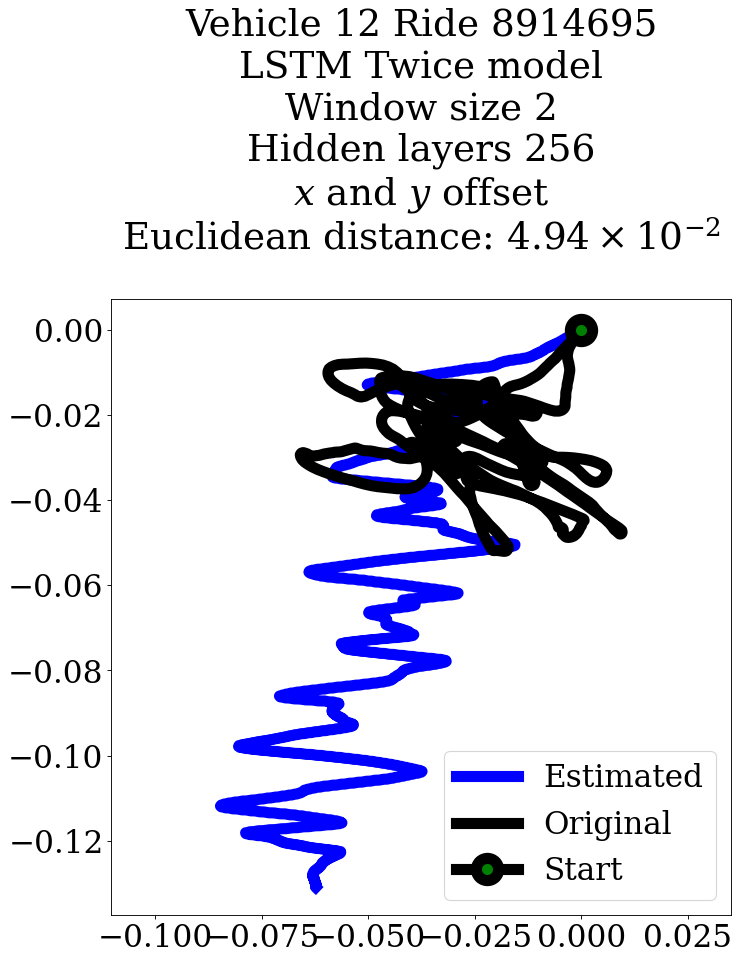 Vehicle 12 Ride 8914695
LSTM Twice model
Window size 2
Hidden layers 256
x and y offset
Euclidean distance: 4.94 × 10⁻²
0.00
−0.02
−0.04
−0.06
−0.08
−0.10
−0.12
Estimated
Original
Start
−0.100 −0.075 −0.050 −0.025 0.000 0.025